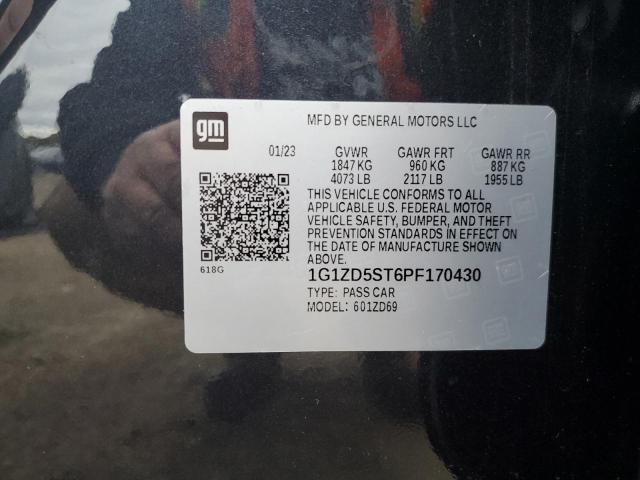 gm
MFD BY GENERAL MOTORS LLC
01/23 GVWR GAWR FRT GAWR RR
1847 KG 960 KG 887 KG
4073 LB 2117 LB 1955 LB
THIS VEHICLE CONFORMS TO ALL
APPLICABLE U.S. FEDERAL MOTOR
VEHICLE SAFETY, BUMPER, AND THEFT
PREVENTION STANDARDS IN EFFECT ON
THE DATE OF MANUFACTURE SHOWN
ABOVE.
618G
1G1ZD5ST6PF170430
TYPE: PASS CAR
MODEL: 601ZD69